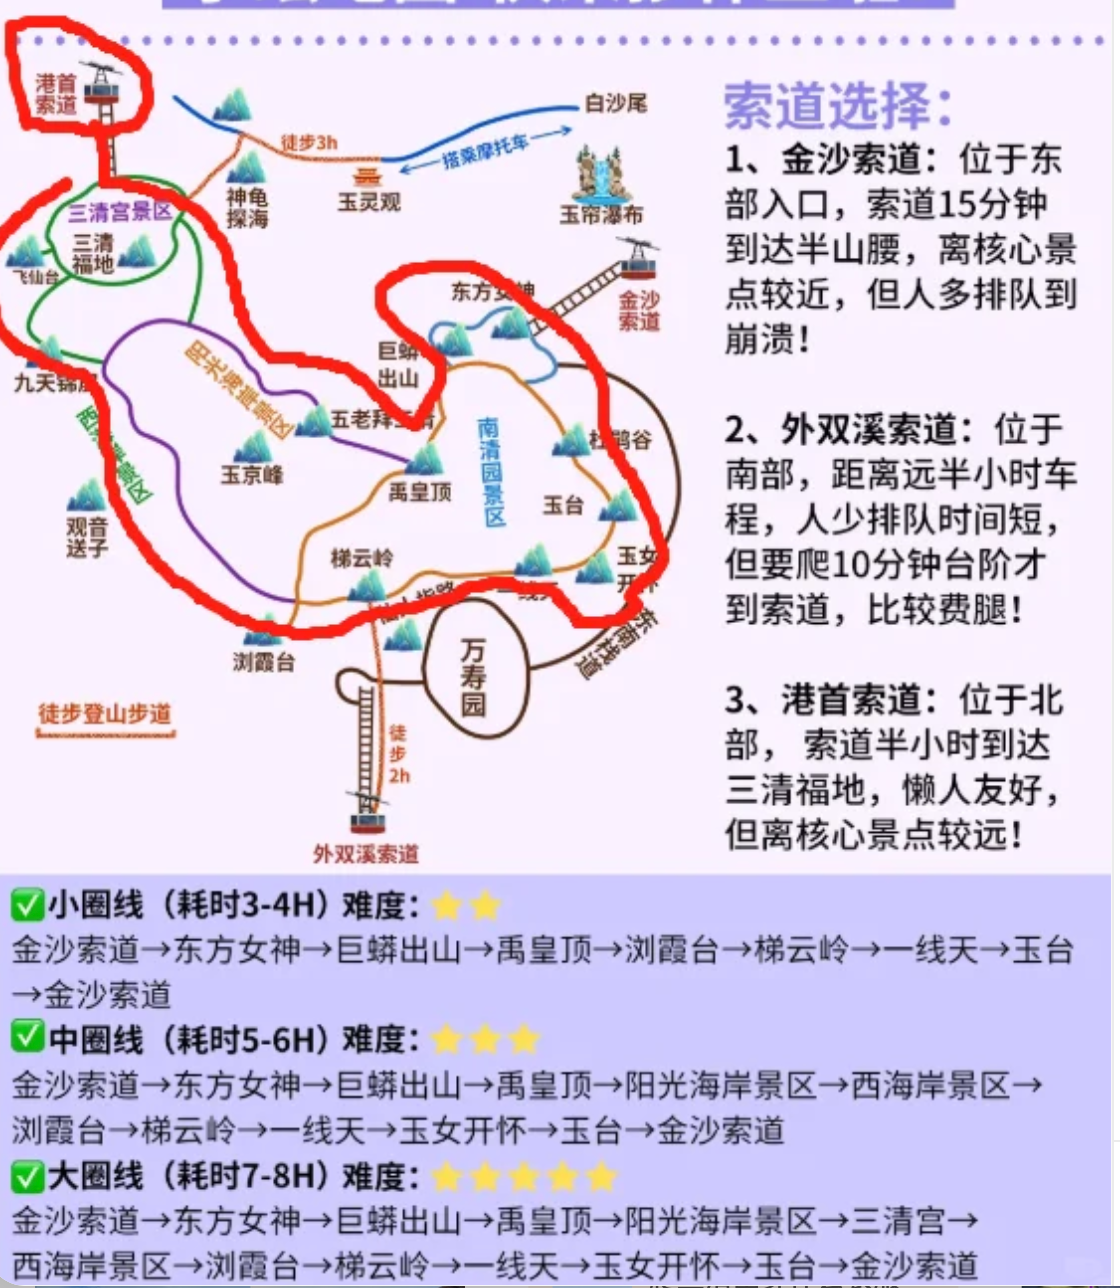 港首
索道
白沙尾
徒步3h
搭乘摩托车
神龟
探海
玉灵观
玉帘瀑布
三清宫景区
三清
福地
飞仙台
东方女神
金沙
索道
巨蟒
出山
九天锦屏
阳光海岸景区
五老拜三清
玉京峰
禹皇顶
南清园景区
杜鹃谷
玉台
西海岸景区
观音
送子
梯云岭
玉女
开怀
一线天
仙人指路
东南栈道
浏霞台
万寿园
徒步登山步道
徒步
2h
外双溪索道
索道选择：
1、金沙索道：位于东
部入口，索道15分钟
到达半山腰，离核心景
点较近，但人多排队到
崩溃！
2、外双溪索道：位于
南部，距离远半小时车
程，人少排队时间短，
但要爬10分钟台阶才
到索道，比较费腿！
3、港首索道：位于北
部， 索道半小时到达
三清福地，懒人友好，
但离核心景点较远！
小圈线（耗时3-4H）难度：
金沙索道→东方女神→巨蟒出山→禹皇顶→浏霞台→梯云岭→一线天→玉台
→金沙索道
中圈线（耗时5-6H）难度：
金沙索道→东方女神→巨蟒出山→禹皇顶→阳光海岸景区→西海岸景区→
浏霞台→梯云岭→一线天→玉女开怀→玉台→金沙索道
大圈线（耗时7-8H）难度：
金沙索道→东方女神→巨蟒出山→禹皇顶→阳光海岸景区→三清宫→
西海岸景区→浏霞台→梯云岭→一线天→玉女开怀→玉台→金沙索道